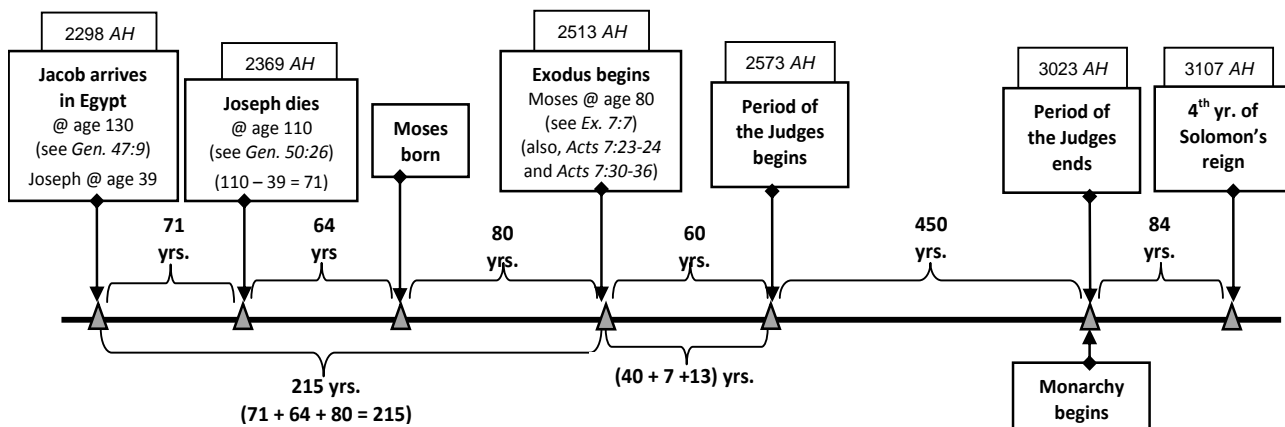 2298 AH
Jacob arrives
in Egypt
@ age 130
(see Gen. 47:9)
Joseph @ age 39
2369 AH
Joseph dies
@ age 110
(see Gen. 50:26)
(110 – 39 = 71)
Moses
born
2513 AH
Exodus begins
Moses @ age 80
(see Ex. 7:7)
(also, Acts 7:23-24
and Acts 7:30-36)
2573 AH
Period of
the Judges
begins
3023 AH
Period of
the Judges
ends
3107 AH
4th yr. of
Solomon's
reign
71
yrs.
64
yrs
80
yrs.
60
yrs.
450
yrs.
84
yrs.
215 yrs.
(71 + 64 + 80 = 215)
(40 + 7 +13) yrs.
Monarchy
begins